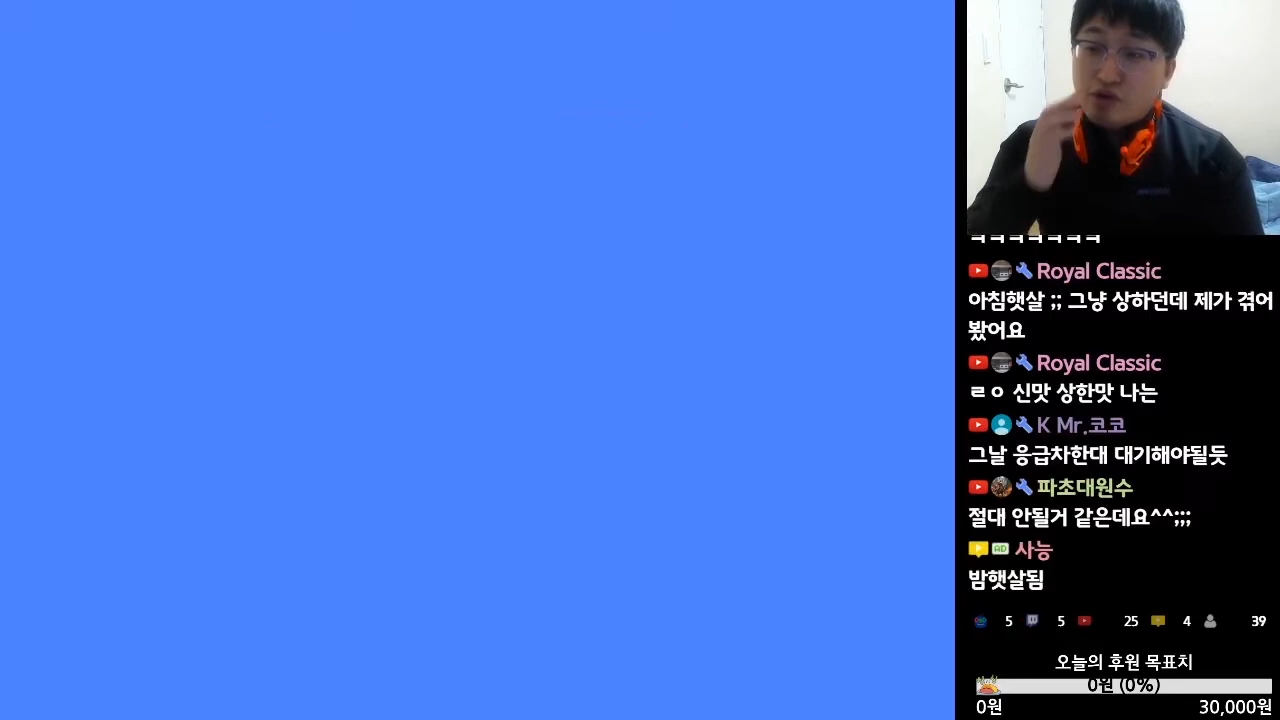 ㅋㅋㅋㅋㅋㅋㅋ
Royal Classic
아침햇살 ;; 그냥 상하던데 제가 겪어
봤어요
Royal Classic
ㄹㅇ 신맛 상한맛 나는
K Mr.코코
그날 응급차한대 대기해야될듯
파초대원수
절대 안될거 같은데요^^;;;
AD 사능
밤햇살됨
5 5 25 4 39
오늘의 후원 목표치
0원 (0%)
0원 30,000원